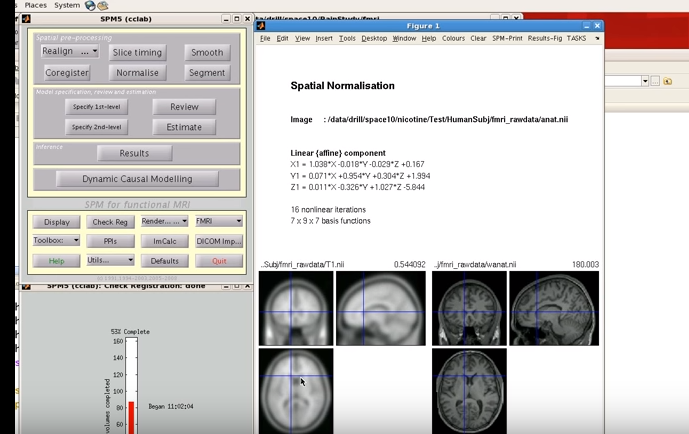 Places System
SPM5 (cclab)
Spatial pre-processing
Realign ... Slice timing Smooth
Coregister Normalise Segment
Model specification, review and estimation
Specify 1st-level Review
Specify 2nd-level Estimate
Inference
Results
Dynamic Causal Modelling
SPM for functional MRI
Display Check Reg Render... ... FMRI
Toolbox: PPIs ImCalc DICOM Imp...
Help Utils... Defaults Quit
SPM5 (cclab): Check Registration: done
53% Complete
160
140
120
100
80
60
volumes completed
Began 11:02:04
Figure 1
File Edit View Insert Tools Desktop Window Help Colours Clear SPM-Print Results-Fig TASKS
Spatial Normalisation
Image : /data/drill/space10/nicotine/Test/HumanSubj/fmri_rawdata/anat.nii
Linear {affine} component
X1 = 1.038*X -0.018*Y -0.029*Z +0.167
Y1 = 0.071*X +0.954*Y +0.304*Z +1.994
Z1 = 0.011*X -0.326*Y +1.027*Z -5.844
16 nonlinear iterations
7 x 9 x 7 basis functions
..Subj/fmri_rawdata/T1.nii 0.544092 ..j/fmri_rawdata/wanat.nii 180.003